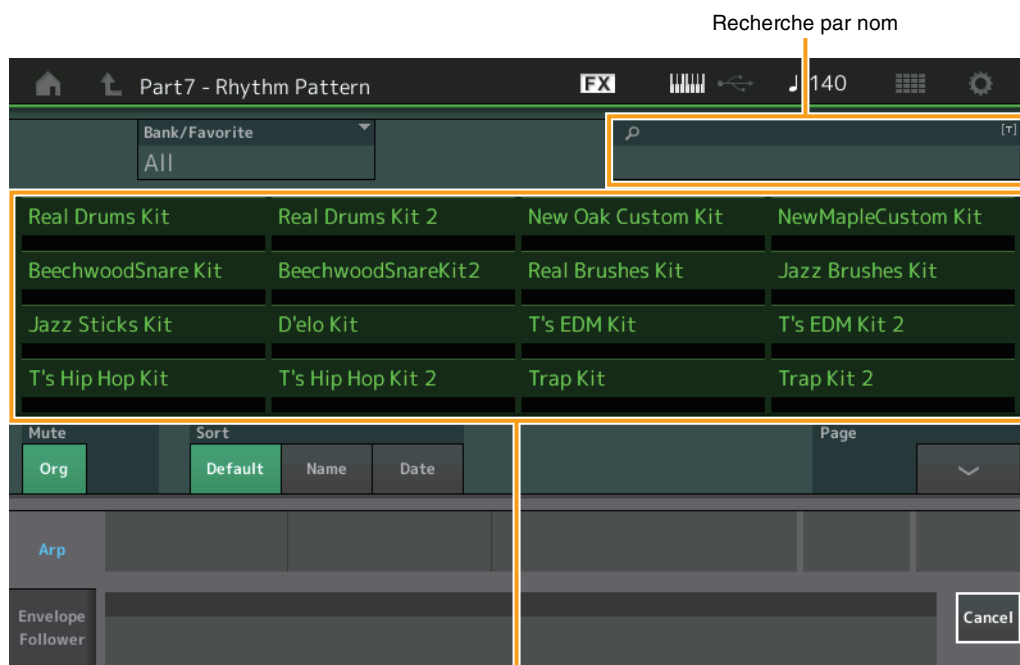 Recherche par nom
Part7 - Rhythm Pattern FX ♩ 140
Bank/Favorite
All
[T]
Real Drums Kit Real Drums Kit 2 New Oak Custom Kit NewMapleCustom Kit
BeechwoodSnare Kit BeechwoodSnareKit2 Real Brushes Kit Jazz Brushes Kit
Jazz Sticks Kit D'elo Kit T's EDM Kit T's EDM Kit 2
T's Hip Hop Kit T's Hip Hop Kit 2 Trap Kit Trap Kit 2
Mute Sort Page
Org Default Name Date
Arp
Envelope
Follower
Cancel